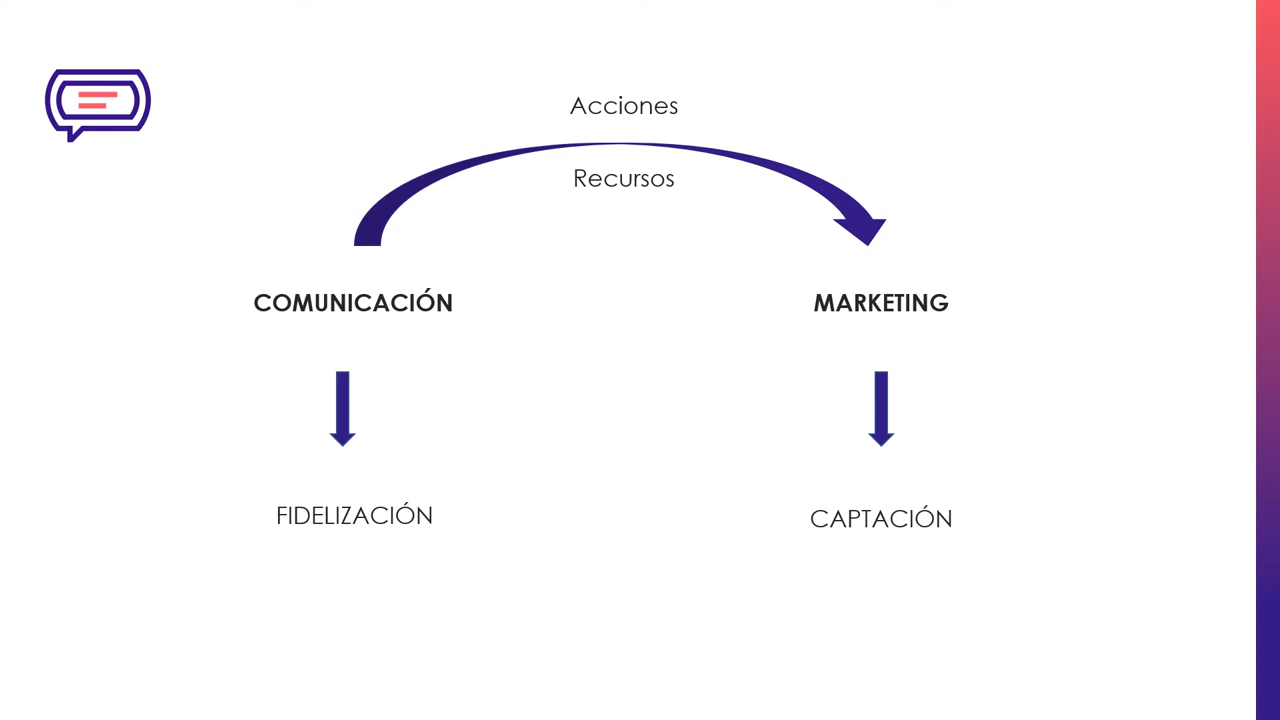 Acciones
Recursos
COMUNICACIÓN
MARKETING
FIDELIZACIÓN
CAPTACIÓN